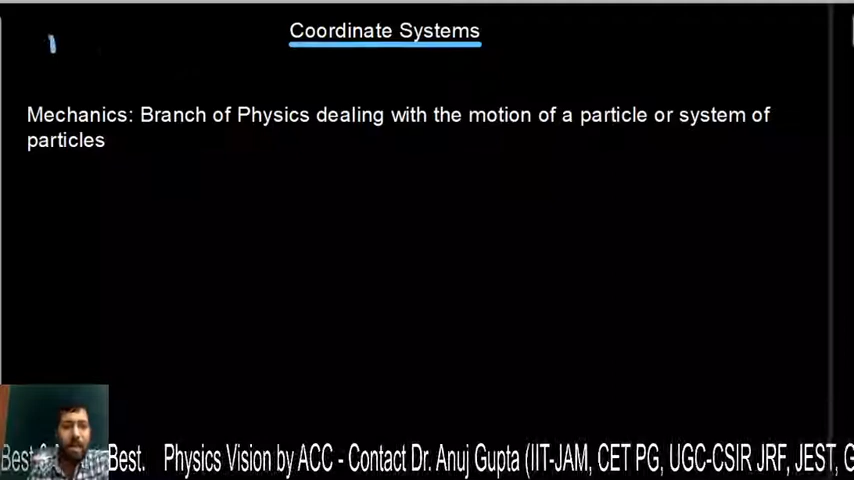 Coordinate Systems
Mechanics: Branch of Physics dealing with the motion of a particle or system of
particles
Best Best. Physics Vision by ACC - Contact Dr. Anuj Gupta (IIT-JAM, CET PG, UGC-CSIR JRF, JEST, G